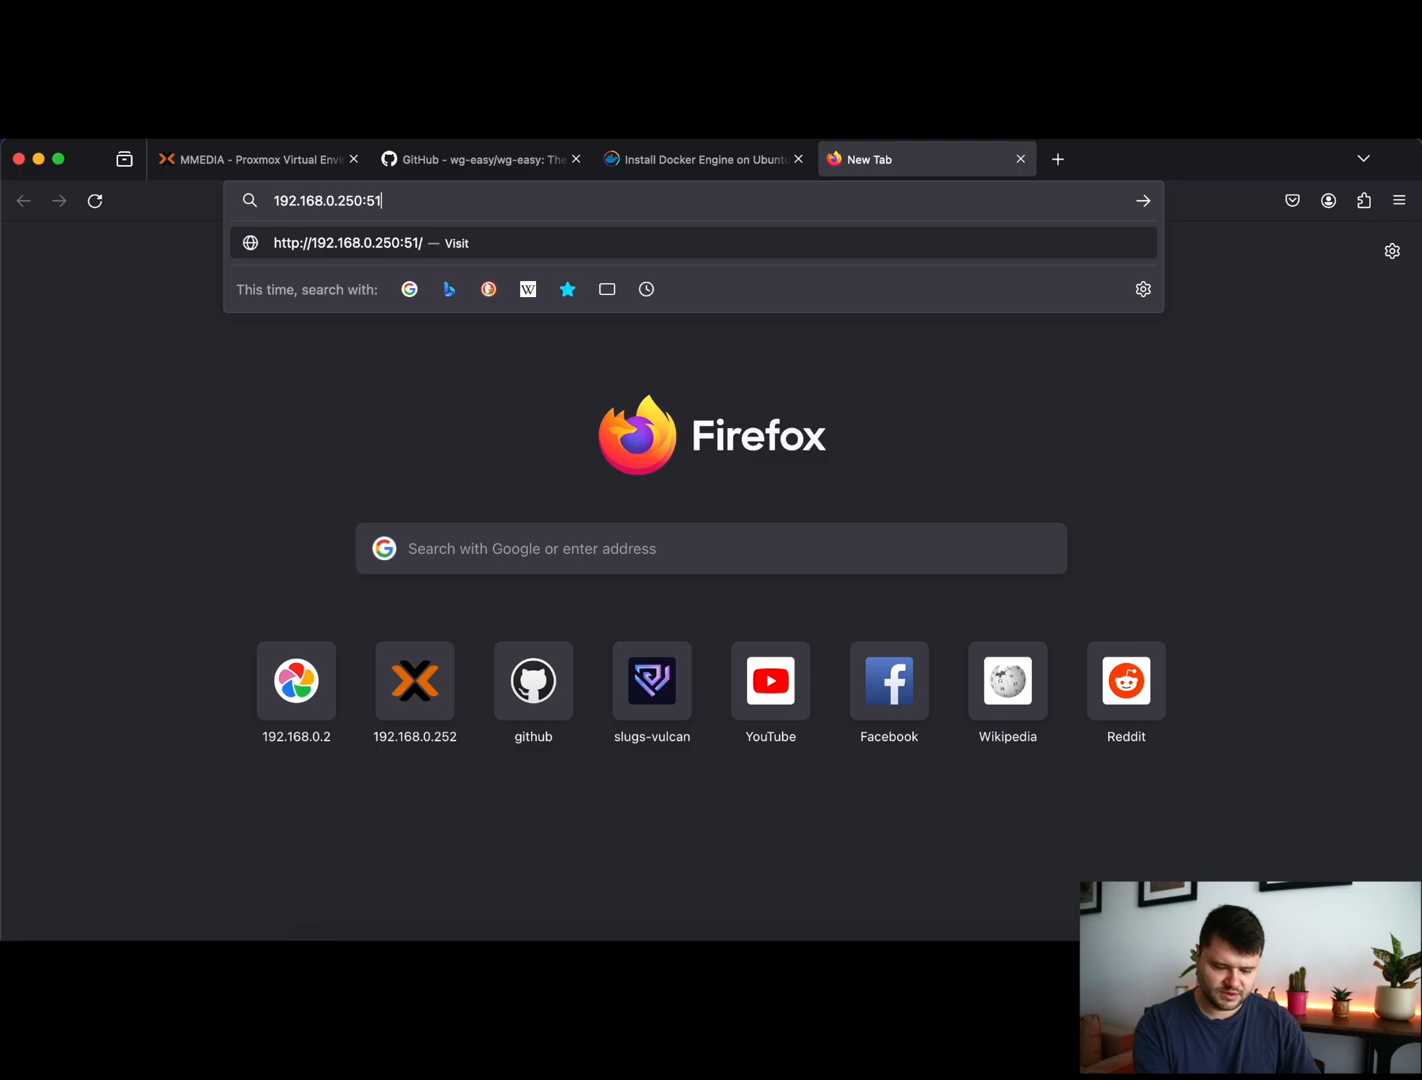 MMEDIA - Proxmox Virtual Envi
GitHub - wg-easy/wg-easy: The
Install Docker Engine on Ubunt
New Tab
192.168.0.250:51
http://192.168.0.250:51/ — Visit
This time, search with:
Firefox
Search with Google or enter address
192.168.0.2
192.168.0.252
github
slugs-vulcan
YouTube
Facebook
Wikipedia
Reddit